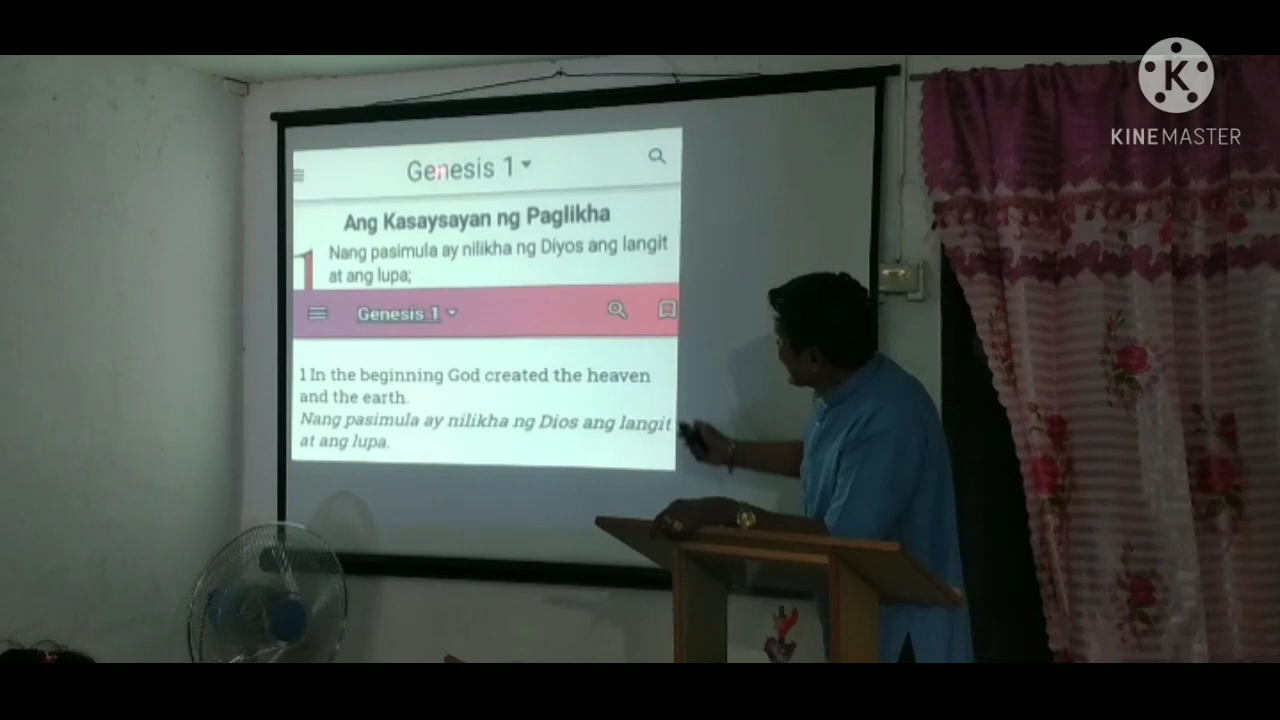 Genesis 1
Ang Kasaysayan ng Paglikha
1 Nang pasimula ay nilikha ng Diyos ang langit
at ang lupa;
Genesis 1
1 In the beginning God created the heaven
and the earth.
Nang pasimula ay nilikha ng Dios ang langit
at ang lupa.
K
KINEMASTER